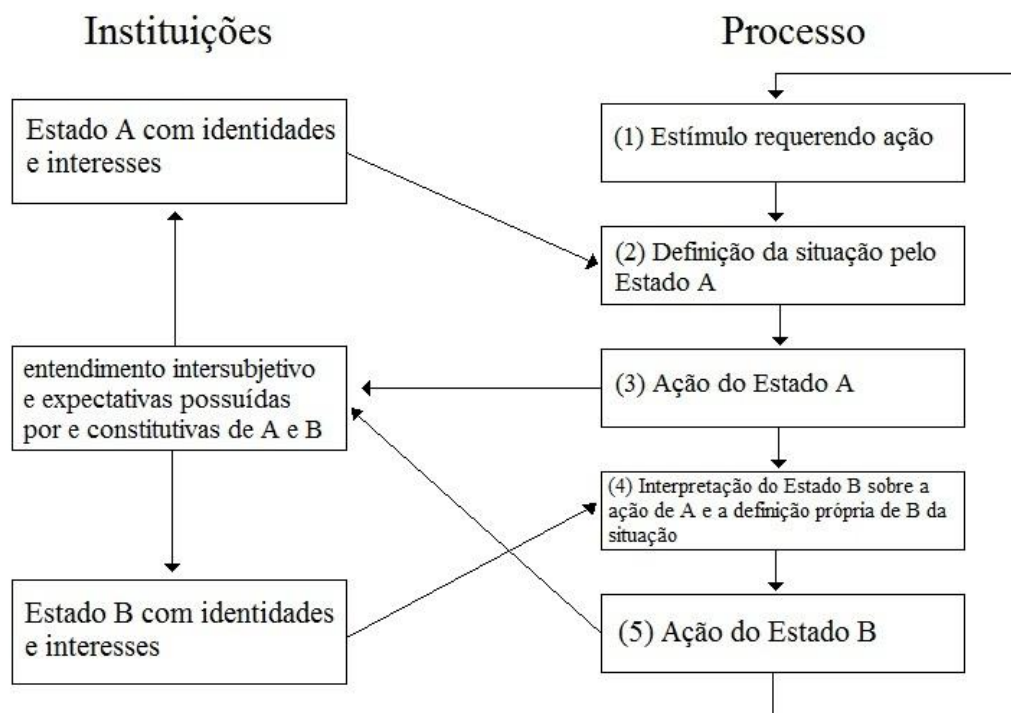 Instituições
Processo
Estado A com identidades
e interesses
(1) Estímulo requerendo ação
(2) Definição da situação pelo
Estado A
entendimento intersubjetivo
e expectativas possuídas
por e constitutivas de A e B
(3) Ação do Estado A
(4) Interpretação do Estado B sobre a
ação de A e a definição própria de B da
situação
Estado B com identidades
e interesses
(5) Ação do Estado B